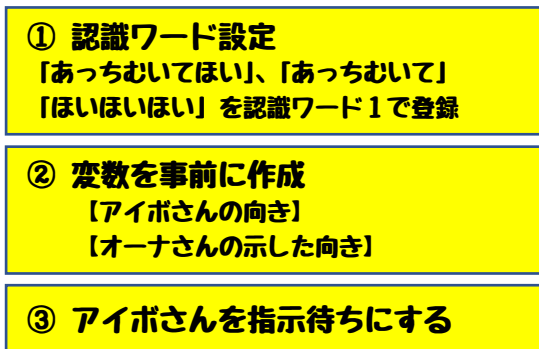 ① 認識ワード設定
「あっちむいてほい」、「あっちむいて」
「ほいほいほい」を認識ワード１で登録
② 変数を事前に作成
【アイボさんの向き】
【オーナさんの示した向き】
③ アイボさんを指示待ちにする